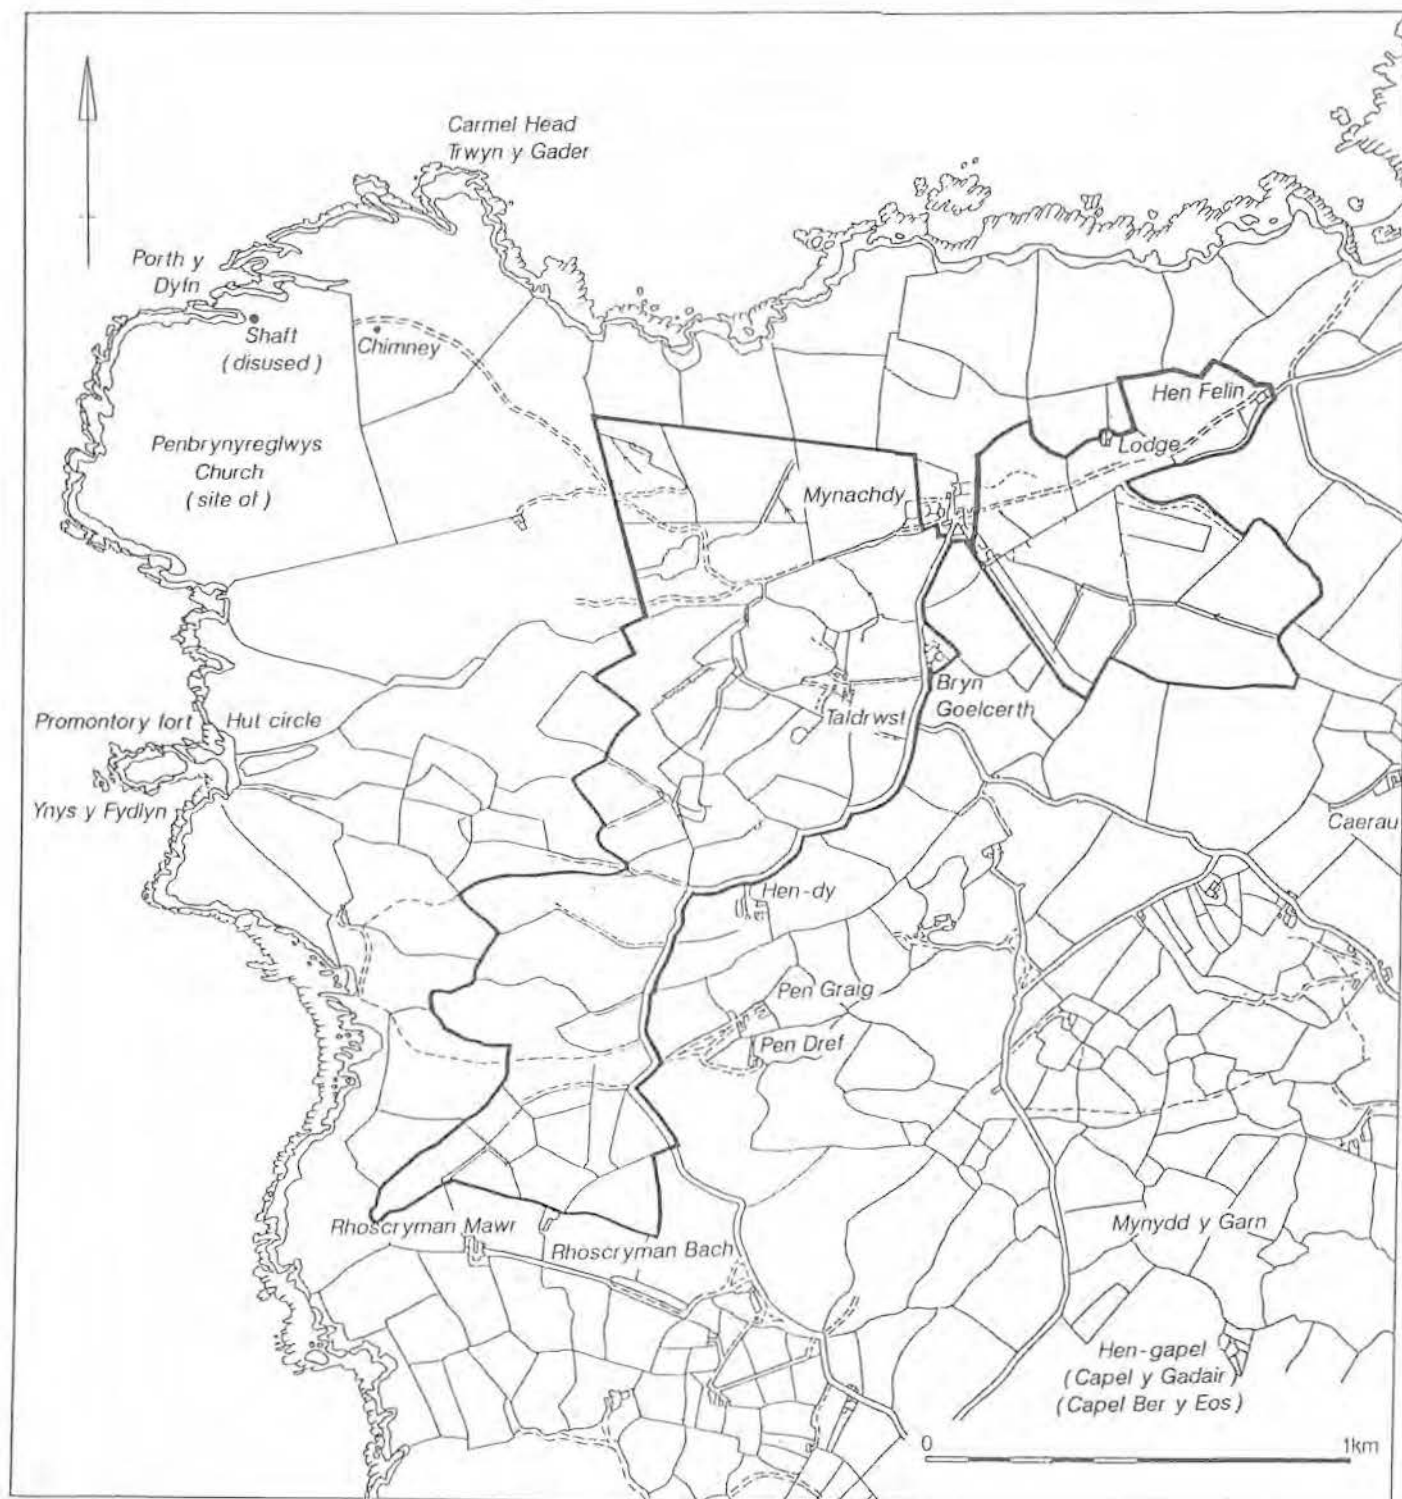 Carmel Head
Trwyn y Gader
Porth y
Dyfn
Shaft
(disused)
Chimney
Hen Felin
Lodge
Penbrynyreglwys
Church
(site of)
Mynachdy
Bryn
Goelcerth
Taldrwst
Promontory fort
Hut circle
Ynys y Fydlyn
Caerau
Hen-dy
Pen Graig
Pen Dref
Rhoscryman Mawr
Rhoscryman Bach
Mynydd y Garn
Hen-gapel
(Capel y Gadair)
(Capel Ber y Eos)
0 1km